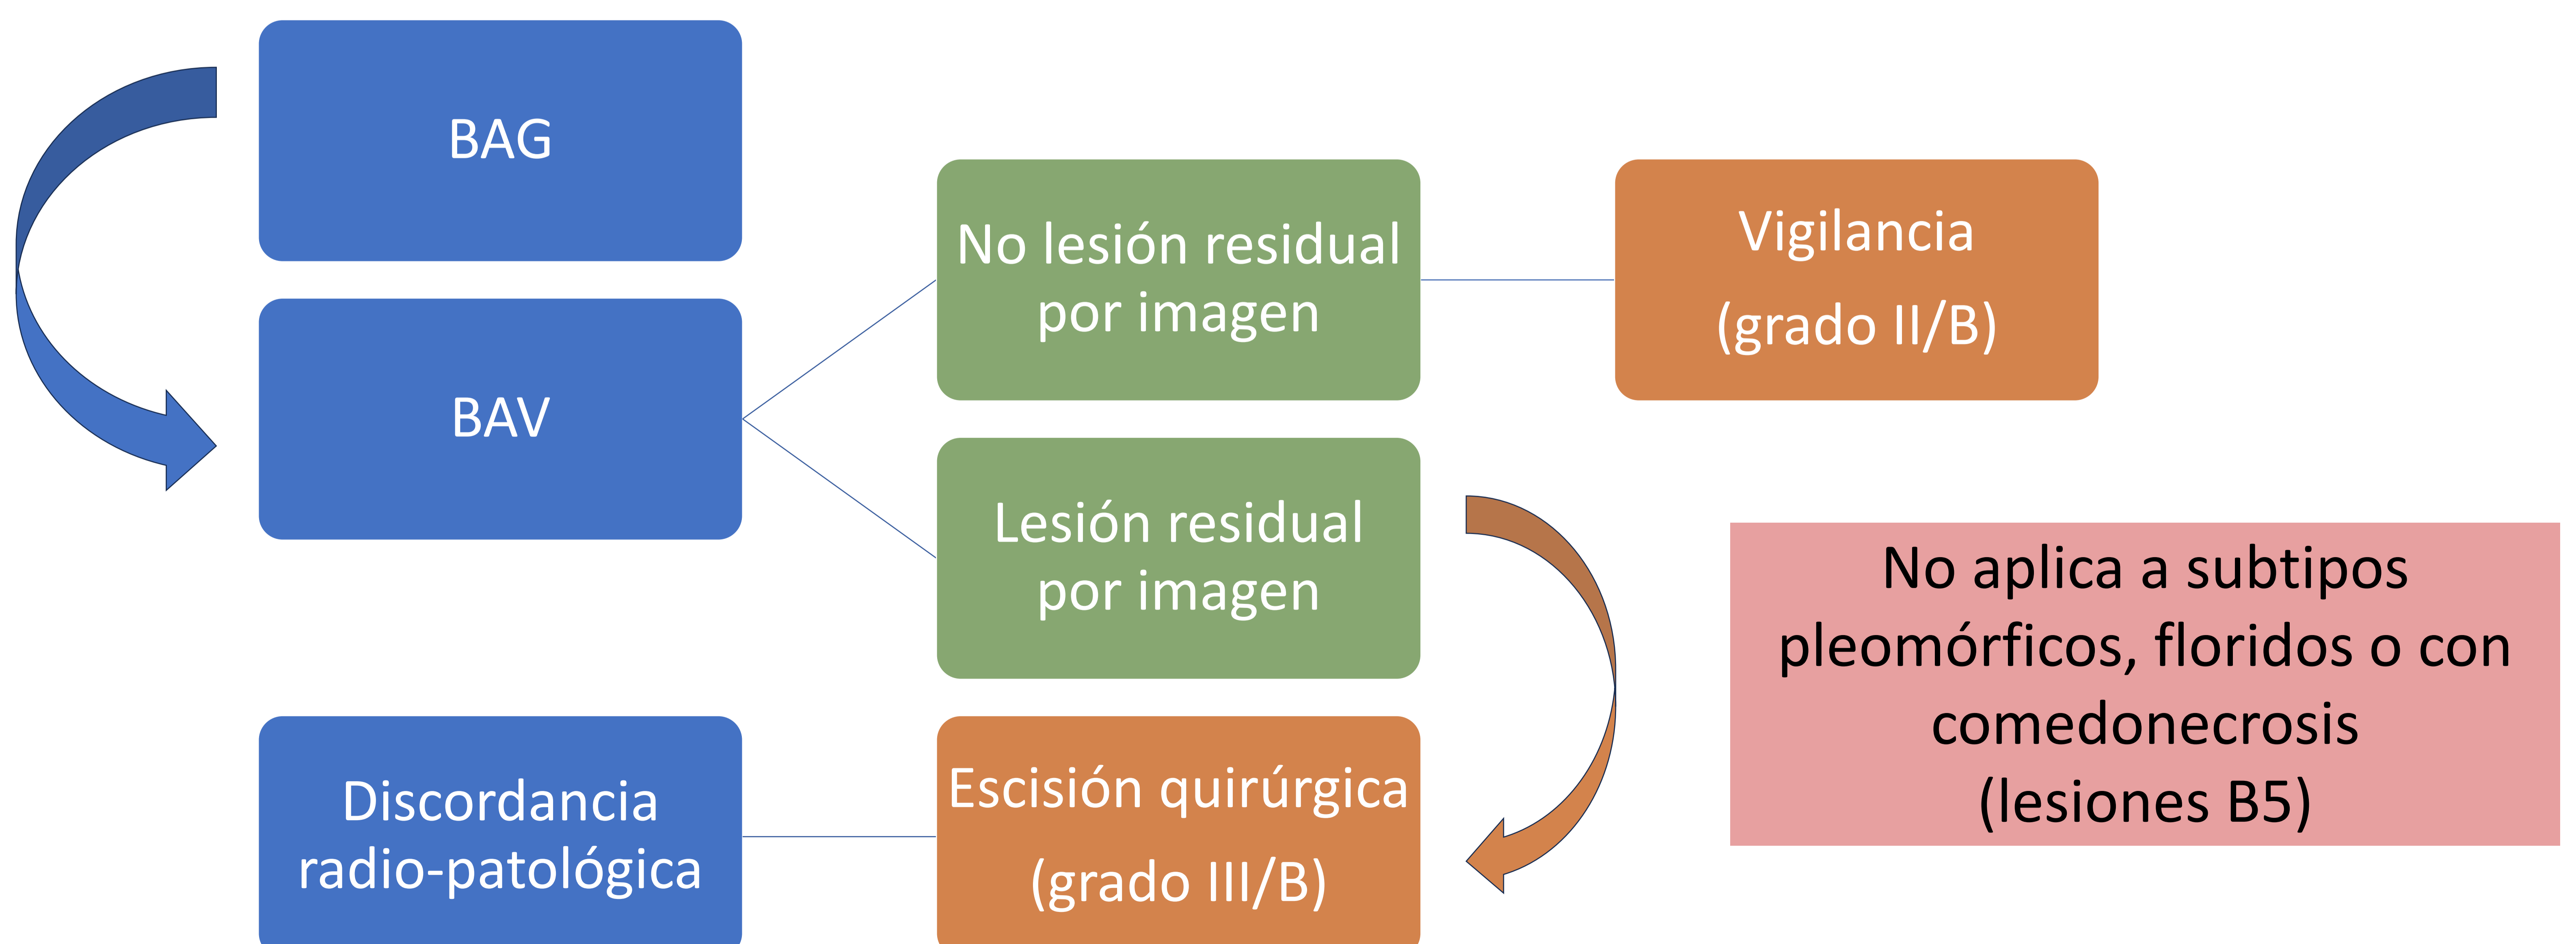 BAG
BAV
No lesión residual
por imagen
Vigilancia
(grado II/B)
Lesión residual
por imagen
Discordancia
radio-patológica
Escisión quirúrgica
(grado III/B)
No aplica a subtipos
pleomórficos, floridos o con
comedonecrosis
(lesiones B5)